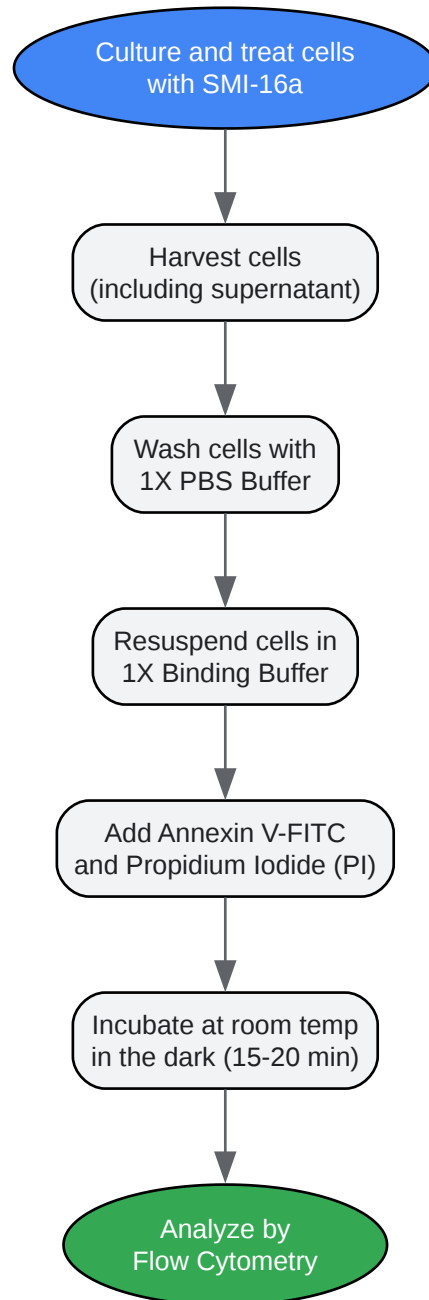 Culture and treat cells
with SMI-16a
Harvest cells
(including supernatant)
Wash cells with
1X PBS Buffer
Resuspend cells in
1X Binding Buffer
Add Annexin V-FITC
and Propidium Iodide (PI)
Incubate at room temp
in the dark (15-20 min)
Analyze by
Flow Cytometry